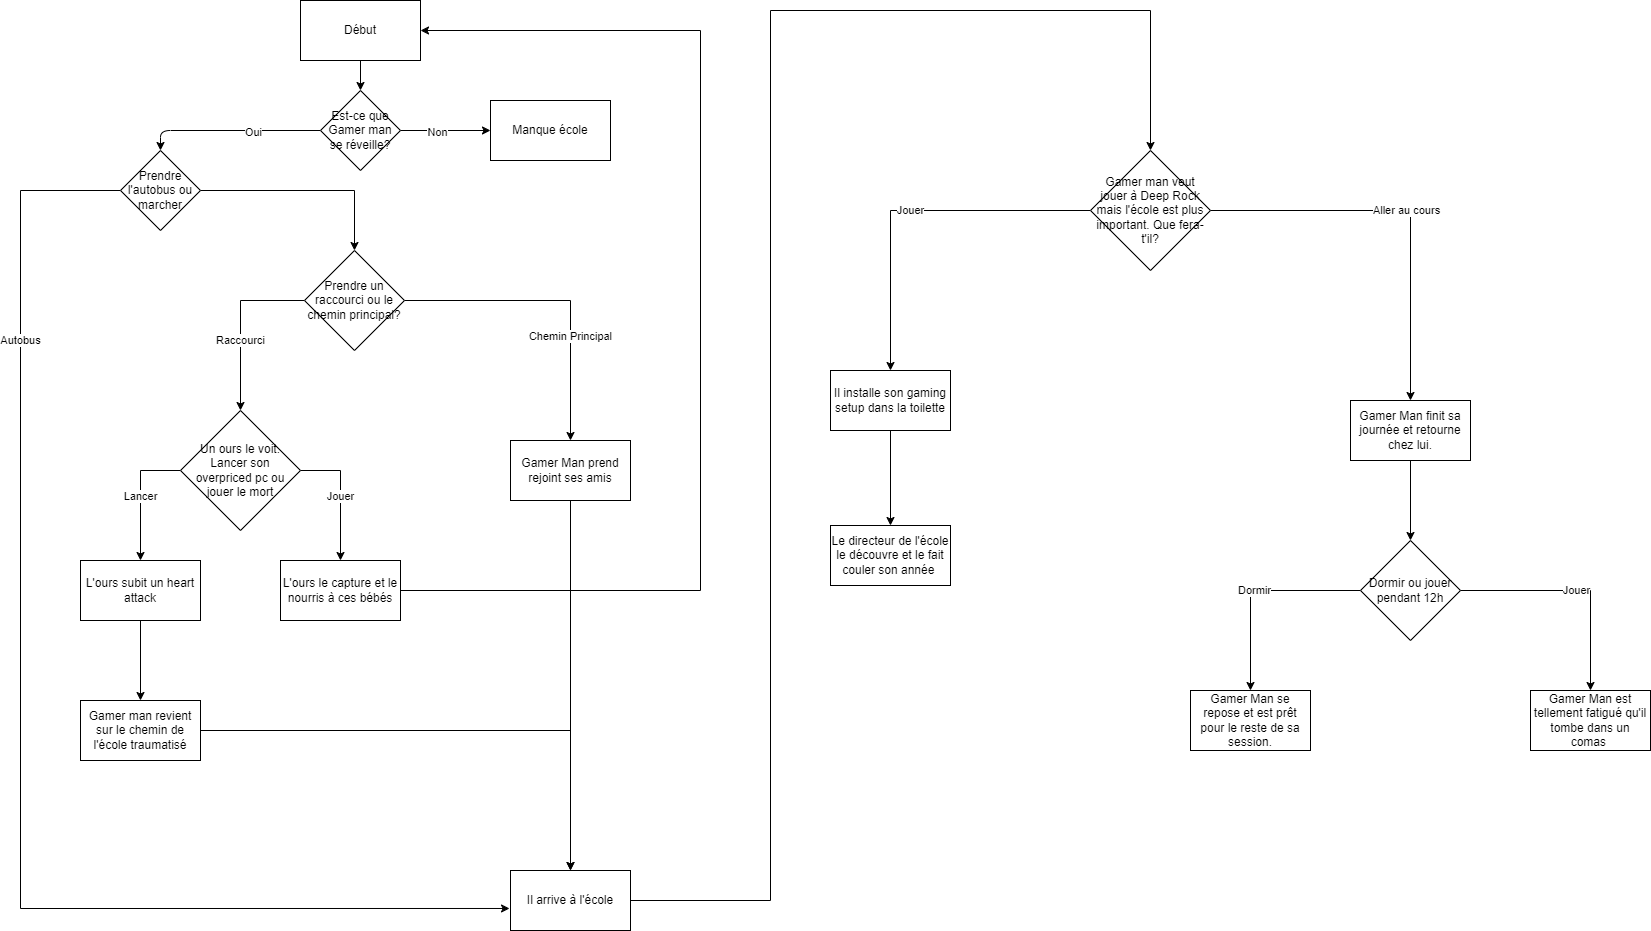 Début
Est-ce que
Gamer man
se réveille?
Oui
Non
Manque école
Prendre
l'autobus ou
marcher
Autobus
Prendre un
raccourci ou le
chemin principal?
Raccourci
Chemin Principal
Un ours le voit.
Lancer son
overpriced pc ou
jouer le mort
Lancer
Jouer
Gamer Man prend
rejoint ses amis
L'ours subit un heart
attack
L'ours le capture et le
nourris à ces bébés
Gamer man revient
sur le chemin de
l'école traumatisé
Il arrive à l'école
Gamer man veut
jouer à Deep Rock
mais l'école est plus
important. Que fera-
t'il?
Jouer
Aller au cours
Il installe son gaming
setup dans la toilette
Gamer Man finit sa
journée et retourne
chez lui.
Le directeur de l'école
le découvre et le fait
couler son année
Dormir ou jouer
pendant 12h
Dormir
Jouer
Gamer Man se
repose et est prêt
pour le reste de sa
session.
Gamer Man est
tellement fatigué qu'il
tombe dans un
comas